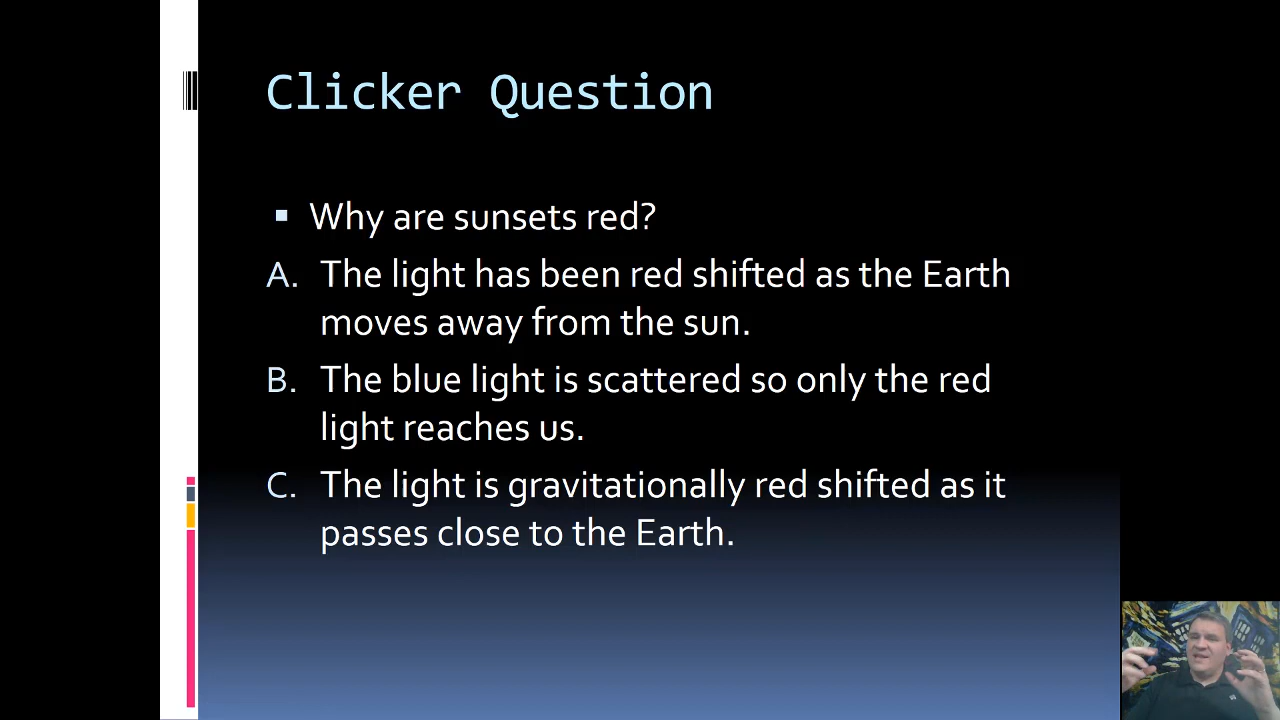 Clicker Question
Why are sunsets red?
A. The light has been red shifted as the Earth
moves away from the sun.
B. The blue light is scattered so only the red
light reaches us.
C. The light is gravitationally red shifted as it
passes close to the Earth.